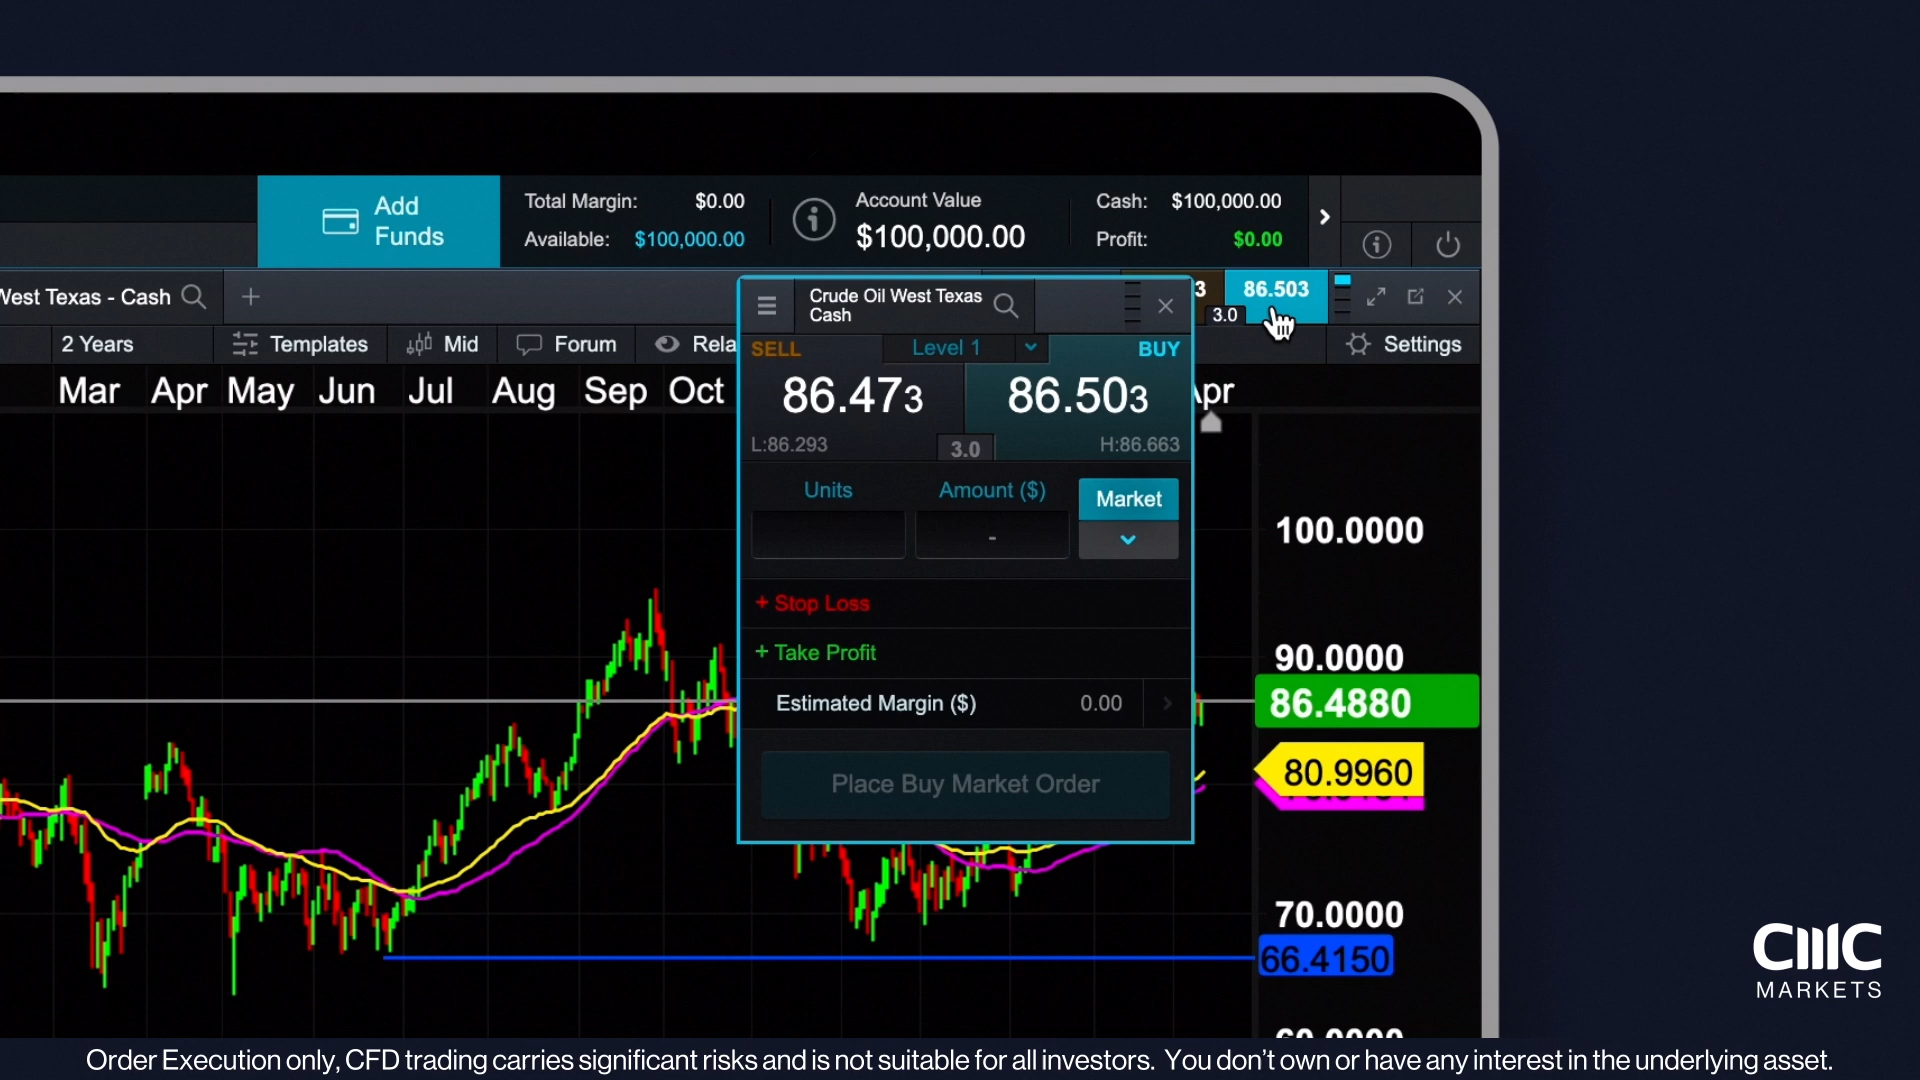 Add
Funds
Total Margin: $0.00
Available: $100,000.00
Account Value
$100,000.00
Cash: $100,000.00
Profit: $0.00
West Texas - Cash
3
86.503
3.0
2 Years
Templates
Mid
Forum
Rela
Settings
Mar Apr May Jun Jul Aug Sep Oct
Apr
Crude Oil West Texas
Cash
SELL
Level 1
BUY
86.473
86.503
L:86.293
3.0
H:86.663
Units
Amount ($)
Market
-
+ Stop Loss
+ Take Profit
Estimated Margin ($)
0.00
Place Buy Market Order
100.0000
90.0000
86.4880
80.9960
70.0000
66.4150
CMC
MARKETS
Order Execution only, CFD trading carries significant risks and is not suitable for all investors. You don't own or have any interest in the underlying asset.